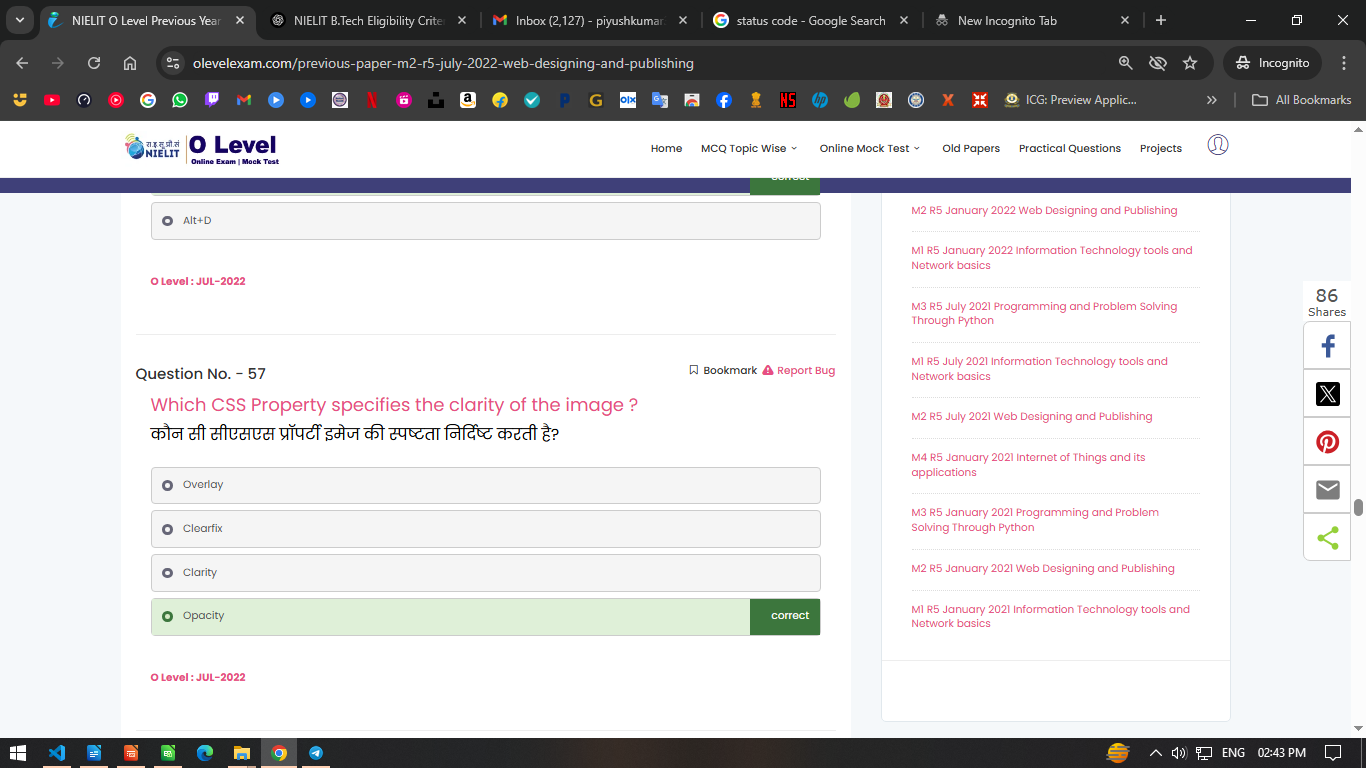 NIELIT O Level Previous Year
NIELIT B.Tech Eligibility Crite
Inbox (2,127) - piyushkumar
status code - Google Search
New Incognito Tab
olevelexam.com/previous-paper-m2-r5-july-2022-web-designing-and-publishing
Incognito
ICG: Preview Applic...
All Bookmarks
रा.इ.सू.प्रौ.सं
NIELIT
O Level
Online Exam | Mock Test
Home
MCQ Topic Wise
Online Mock Test
Old Papers
Practical Questions
Projects
correct
Alt+D
O Level : JUL-2022
Question No. - 57
Bookmark
Report Bug
Which CSS Property specifies the clarity of the image ?
कौन सी सीएसएस प्रॉपर्टी इमेज की स्पष्टता निर्दिष्ट करती है?
Overlay
Clearfix
Clarity
Opacity
correct
O Level : JUL-2022
M2 R5 January 2022 Web Designing and Publishing
M1 R5 January 2022 Information Technology tools and
Network basics
M3 R5 July 2021 Programming and Problem Solving
Through Python
M1 R5 July 2021 Information Technology tools and
Network basics
M2 R5 July 2021 Web Designing and Publishing
M4 R5 January 2021 Internet of Things and its
applications
M3 R5 January 2021 Programming and Problem
Solving Through Python
M2 R5 January 2021 Web Designing and Publishing
M1 R5 January 2021 Information Technology tools and
Network basics
86
Shares
ENG
02:43 PM